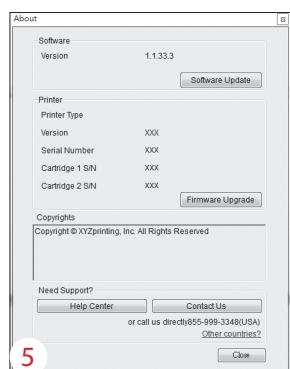 About
Software
Version 1.1.33.3
Software Update
Printer
Printer Type
Version XXX
Serial Number XXX
Cartridge 1 S/N XXX
Cartridge 2 S/N XXX
Firmware Upgrade
Copyrights
Copyright © XYZprinting, Inc. All Rights Reserved
Need Support?
Help Center Contact Us
or call us directly855-999-3348(USA)
Other countries?
Close
5